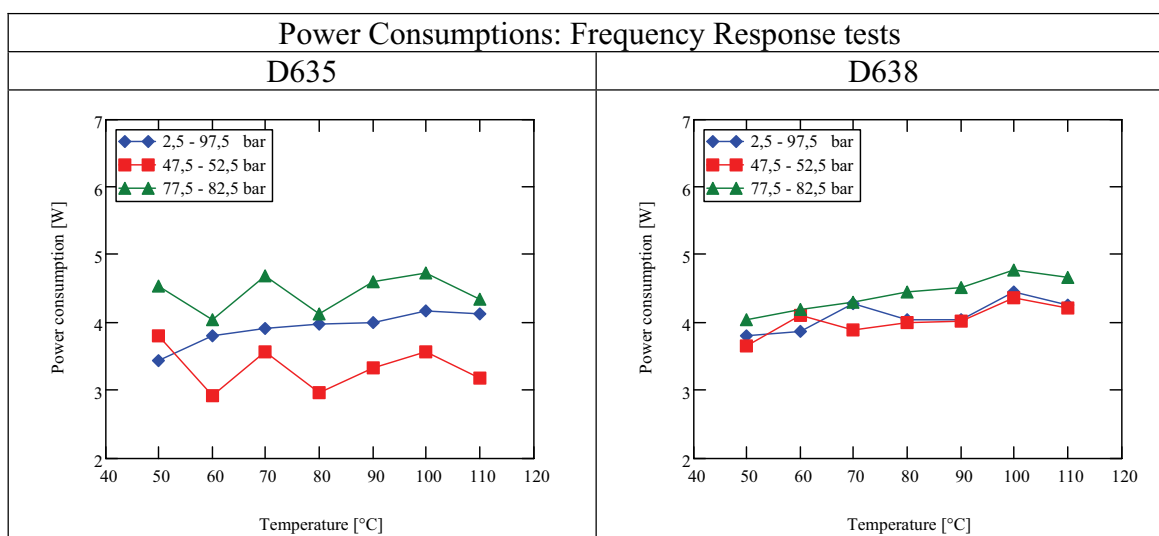 Power Consumptions: Frequency Response tests
D635
D638
7
6
5
4
3
2
2,5 - 97,5 bar
47,5 - 52,5 bar
77,5 - 82,5 bar
Power consumption [W]
40 50 60 70 80 90 100 110 120
Temperature [°C]
7
6
5
4
3
2
2,5 - 97,5 bar
47,5 - 52,5 bar
77,5 - 82,5 bar
Power consumption [W]
40 50 60 70 80 90 100 110 120
Temperature [°C]